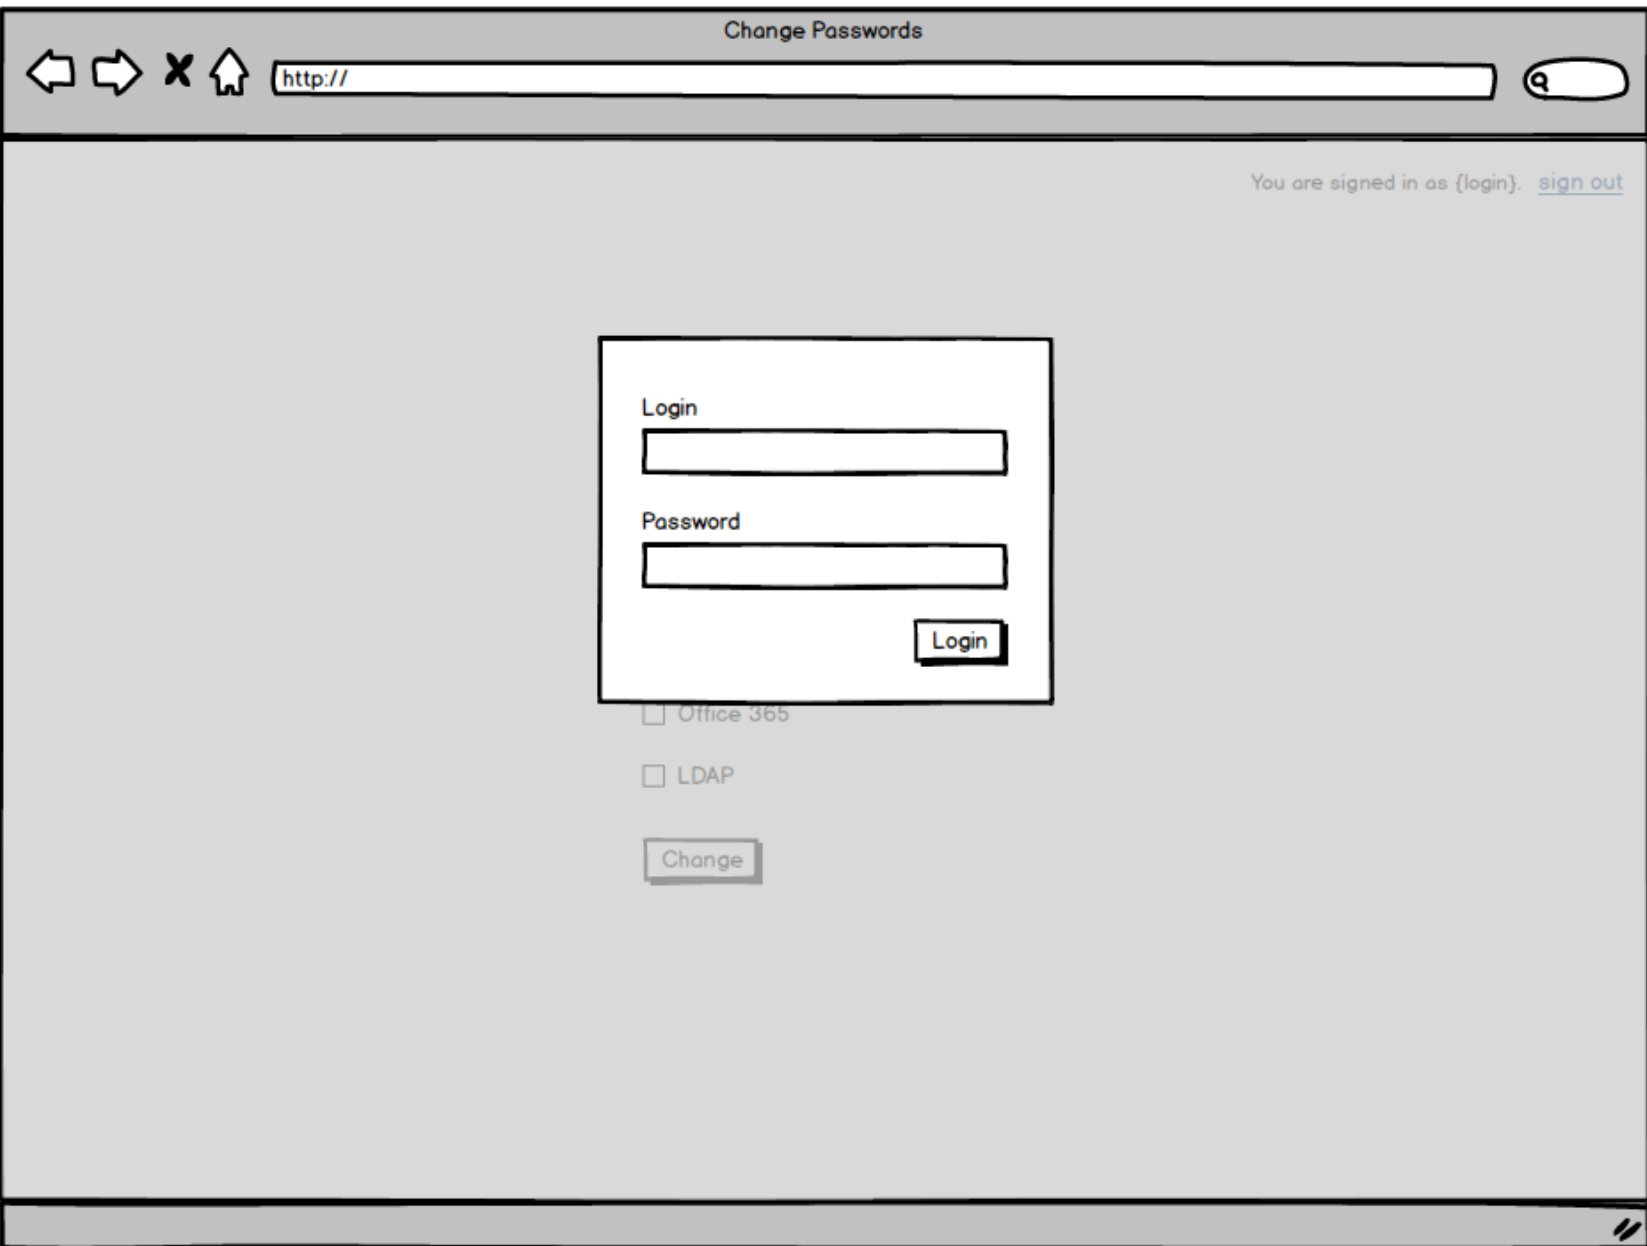 Change Passwords
http://
You are signed in as {login}. sign out
Login
Password
Login
Office 365
LDAP
Change